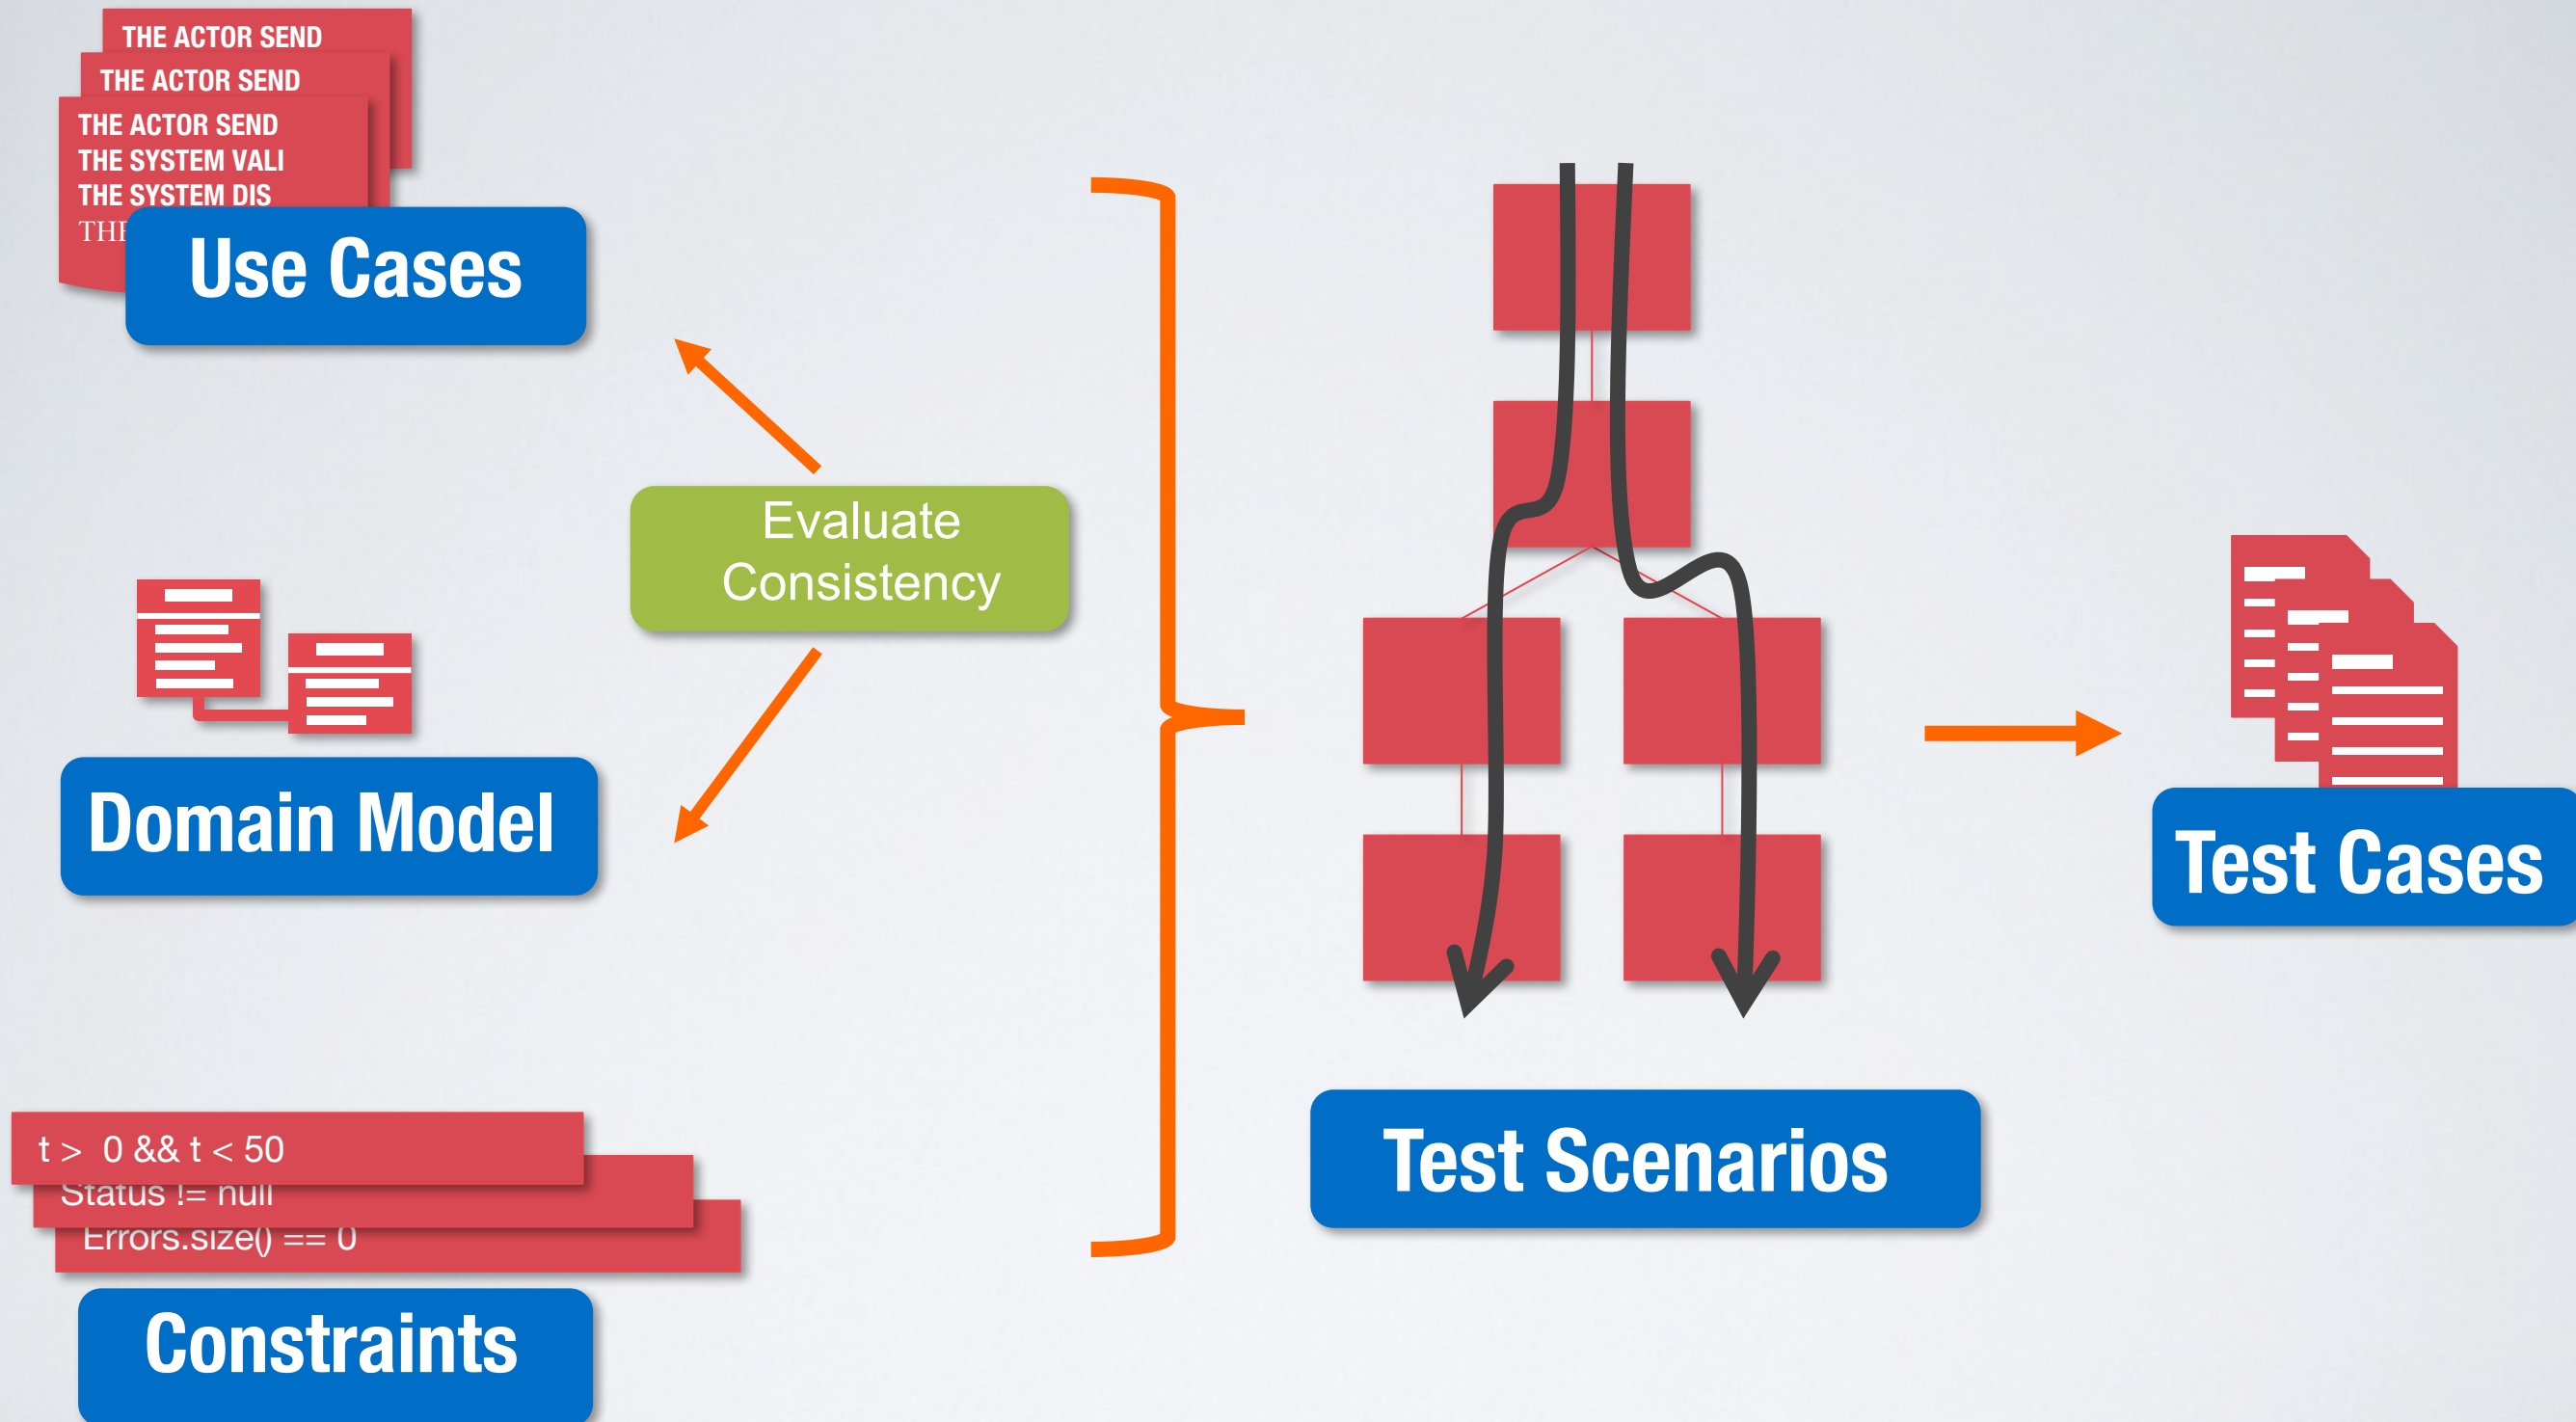 THE ACTOR SEND
THE ACTOR SEND
THE ACTOR SEND
THE SYSTEM VALI
THE SYSTEM DIS
THE
Use Cases
Evaluate
Consistency
Domain Model
t >  0 && t < 50
Status != null
Errors.size() == 0
Constraints
Test Scenarios
Test Cases